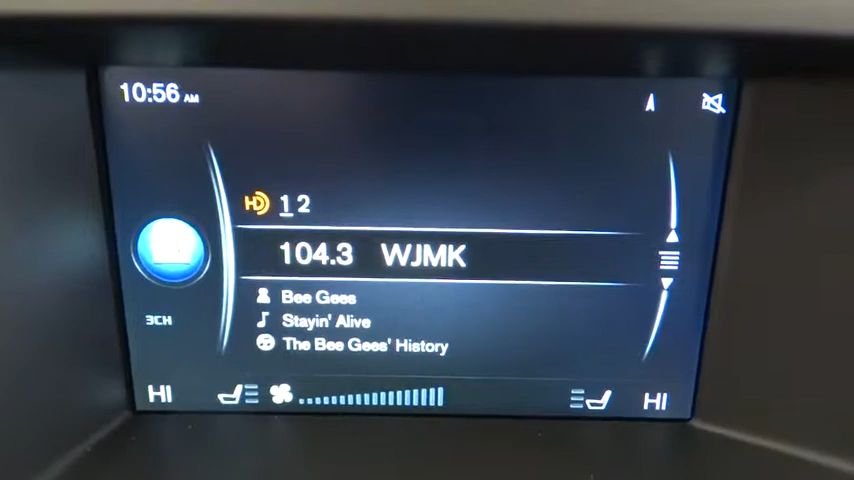 10:56 AM
HD 1 2
104.3 WJMK
Bee Gees
Stayin' Alive
3CH
The Bee Gees' History
HI
HI